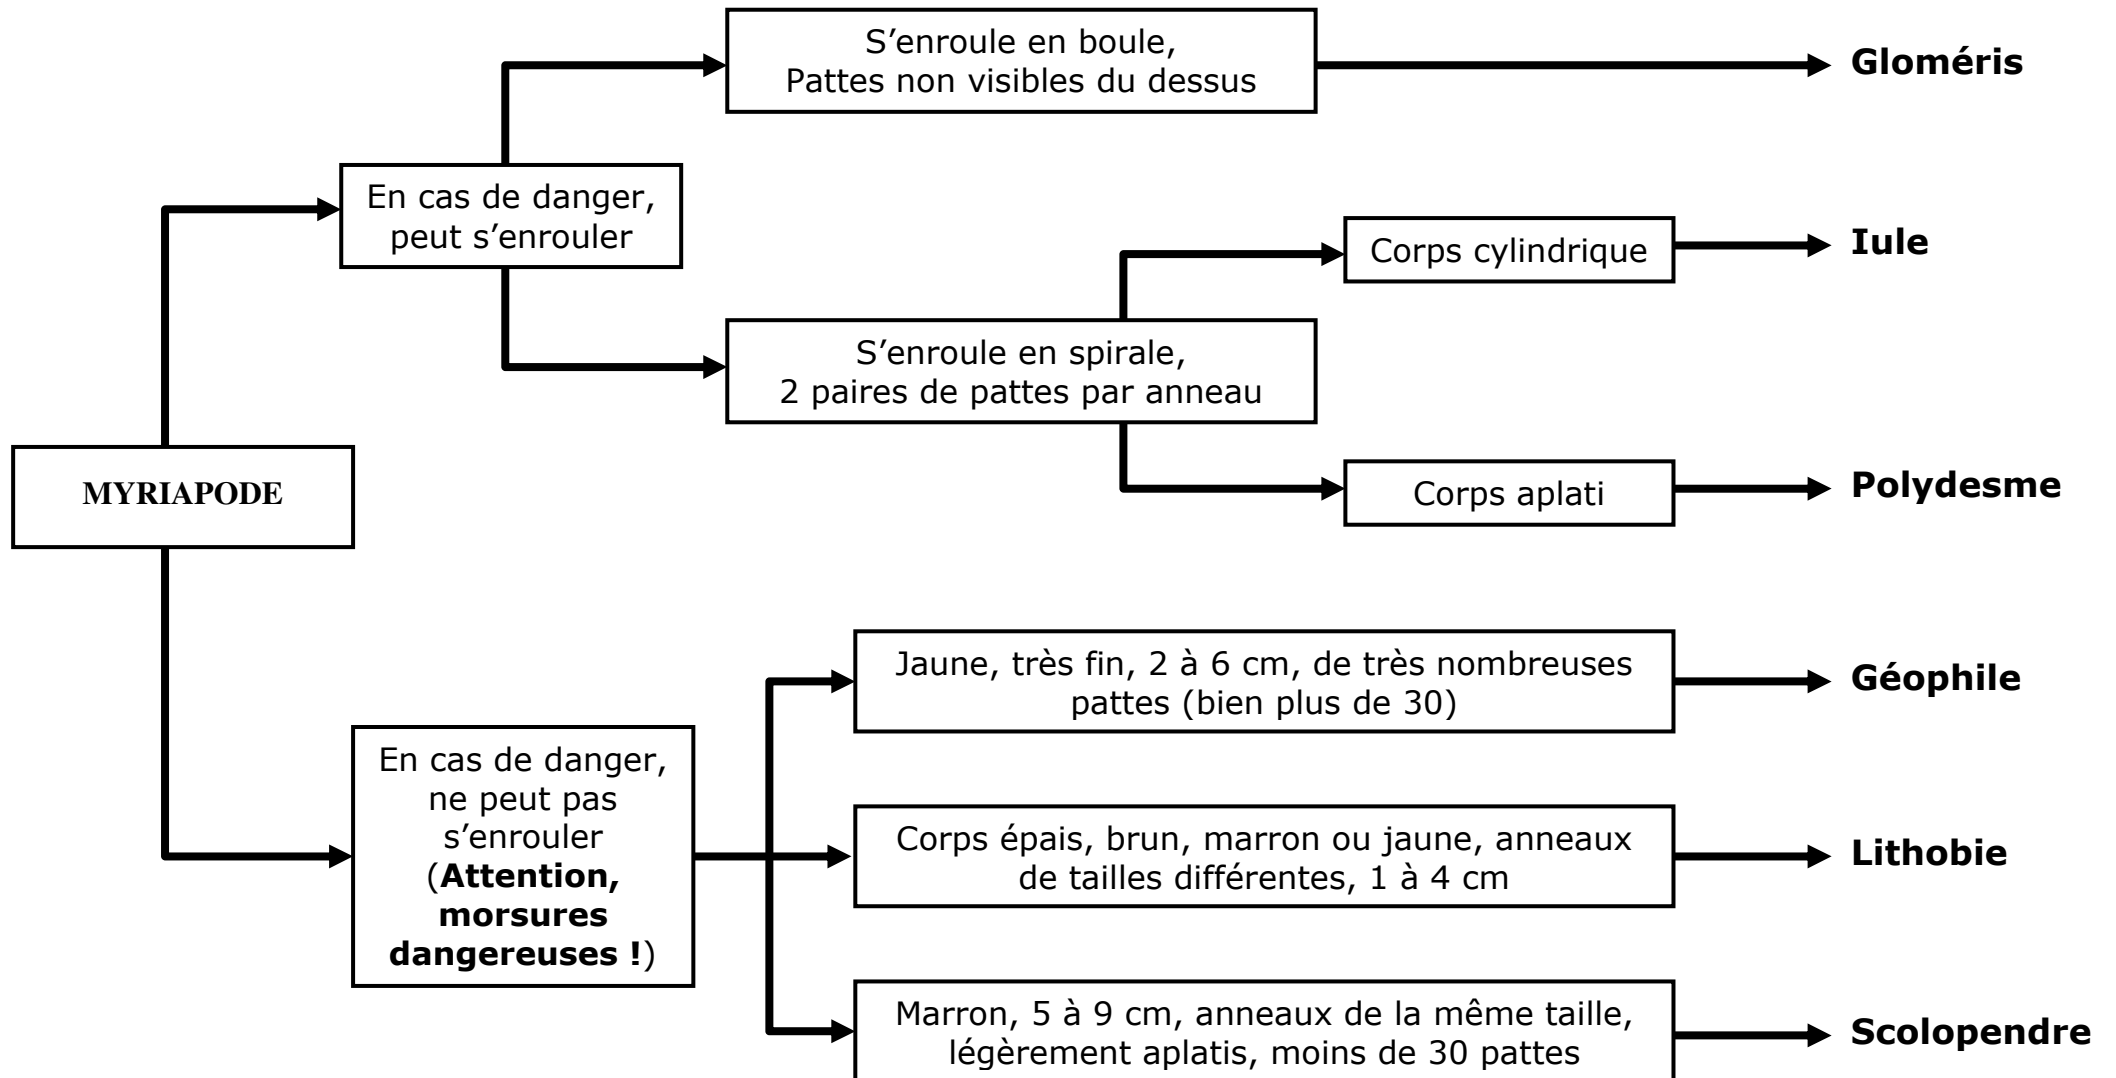 S'enroule en boule,
Pattes non visibles du dessus
Gloméris
En cas de danger,
peut s'enrouler
Corps cylindrique
Iule
S'enroule en spirale,
2 paires de pattes par anneau
MYRIAPODE
Corps aplati
Polydesme
Jaune, très fin, 2 à 6 cm, de très nombreuses
pattes (bien plus de 30)
Géophile
En cas de danger,
ne peut pas
s'enrouler
(Attention,
morsures
dangereuses !)
Corps épais, brun, marron ou jaune, anneaux
de tailles différentes, 1 à 4 cm
Lithobie
Marron, 5 à 9 cm, anneaux de la même taille,
légèrement aplatis, moins de 30 pattes
Scolopendre